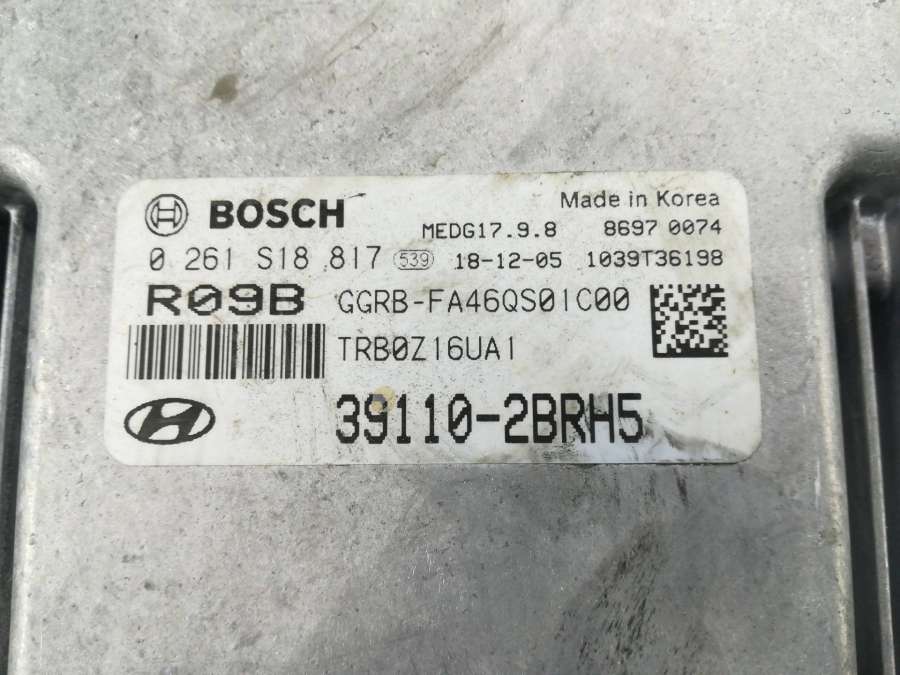 BOSCH
Made in Korea
MEDG17.9.8 8697 0074
0 261 S18 817 539 18-12-05 1039T36198
R09B GGRB-FA46QS01C00
TRB0Z16UA1
39110-2BRH5